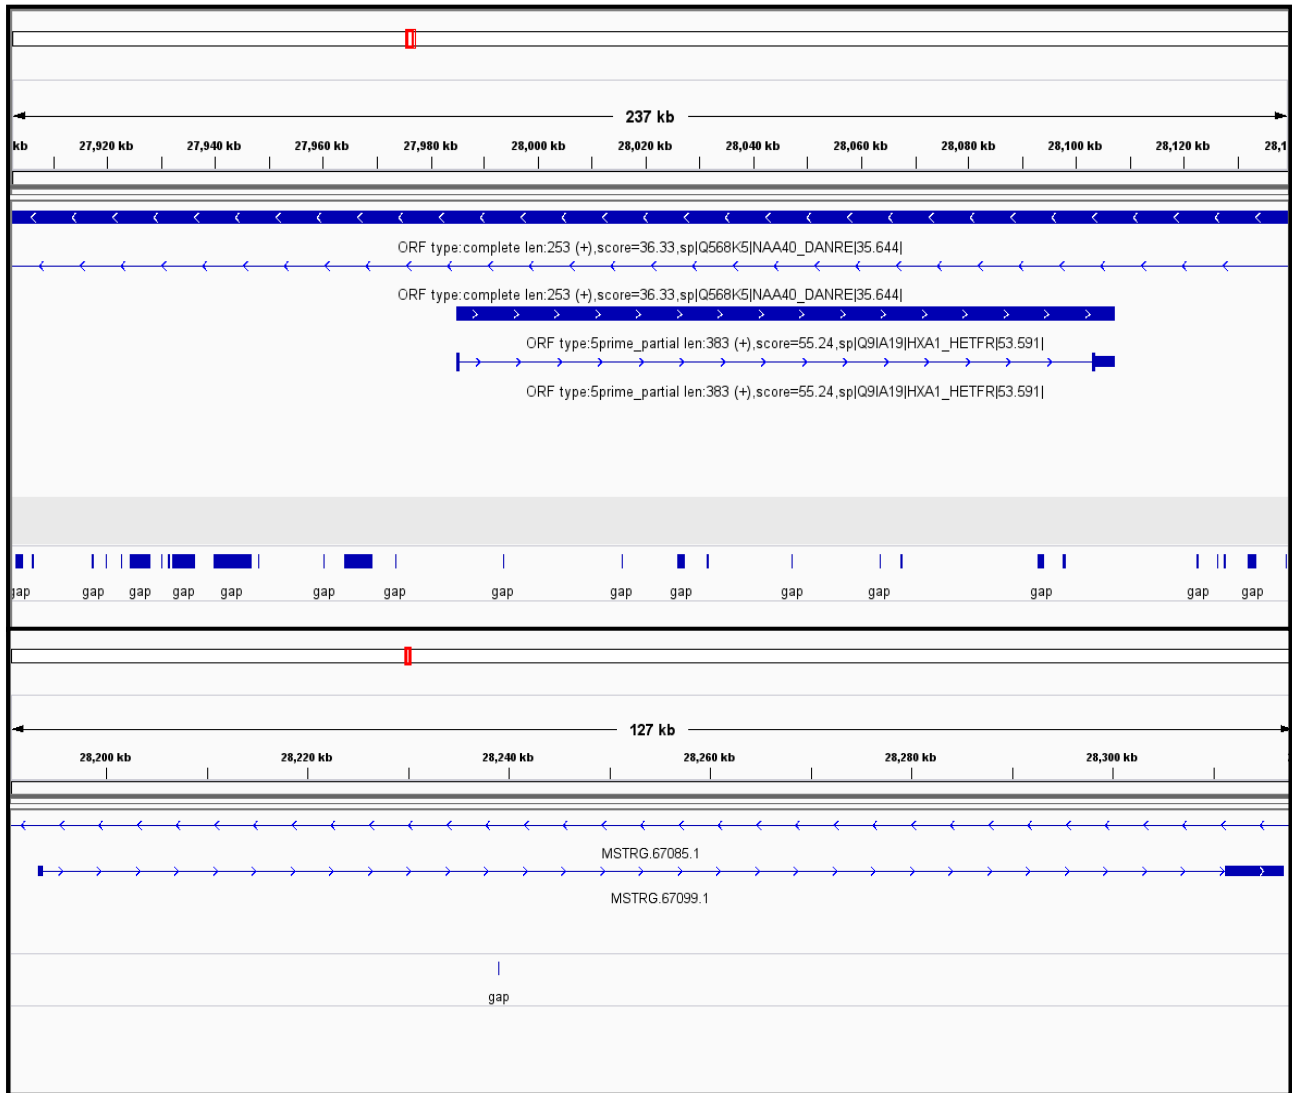 237 kb
kb 27,920 kb 27,940 kb 27,960 kb 27,980 kb 28,000 kb 28,020 kb 28,040 kb 28,060 kb 28,080 kb 28,100 kb 28,120 kb 28,1
ORF type:complete len:253 (+),score=36.33,sp|Q568K5|NAA40_DANRE|35.644|
ORF type:complete len:253 (+),score=36.33,sp|Q568K5|NAA40_DANRE|35.644|
ORF type:5prime_partial len:383 (+),score=55.24,sp|Q9IA19|HXA1_HETFR|53.591|
ORF type:5prime_partial len:383 (+),score=55.24,sp|Q9IA19|HXA1_HETFR|53.591|
gap gap gap gap gap gap gap gap gap gap gap gap gap gap gap
127 kb
28,200 kb 28,220 kb 28,240 kb 28,260 kb 28,280 kb 28,300 kb
MSTRG.67085.1
MSTRG.67099.1
gap